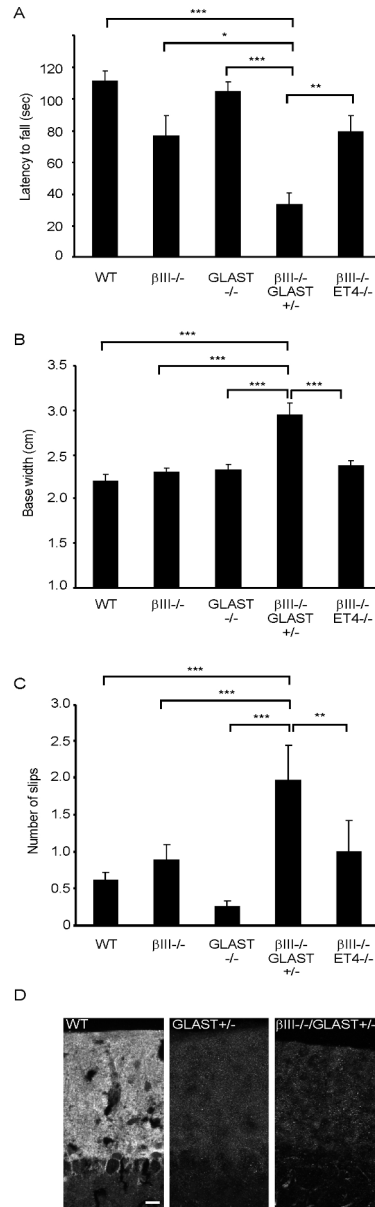 A
***
*
***
**
Latency to fall (sec)
120
100
80
60
40
20
0
WT
βIII-/-
GLAST
-/-
βIII-/-
GLAST
+/-
βIII-/-
ET4-/-
B
***
***
***
***
Base width (cm)
3.5
3.0
2.5
2.0
1.5
1.0
WT
βIII-/-
GLAST
-/-
βIII-/-
GLAST
+/-
βIII-/-
ET4-/-
C
***
***
***
**
Number of slips
3.0
2.5
2.0
1.5
1.0
0.5
0
WT
βIII-/-
GLAST
-/-
βIII-/-
GLAST
+/-
βIII-/-
ET4-/-
D
WT
GLAST+/-
βIII-/-/GLAST+/-